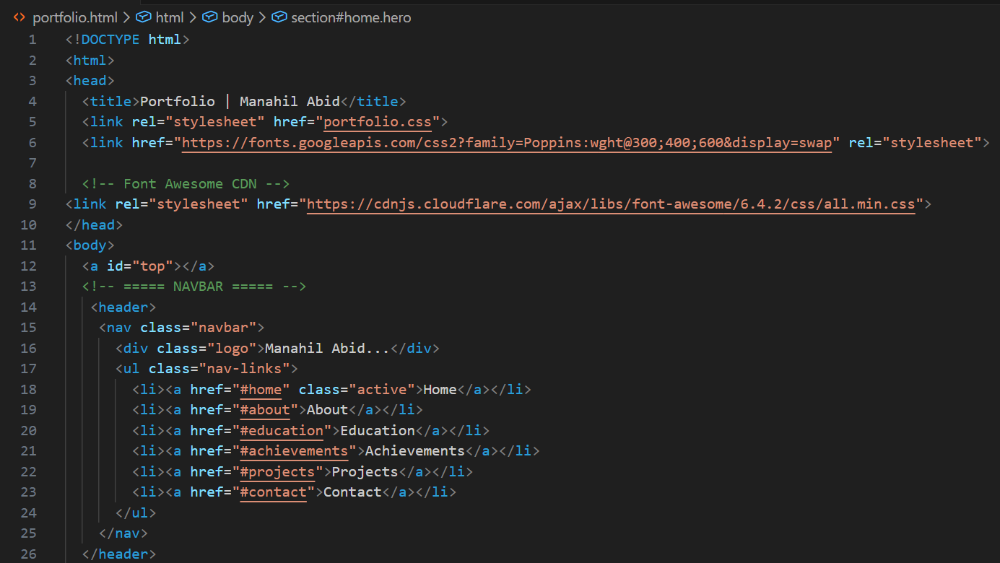 portfolio.html > html > body > section#home.hero
1 <!DOCTYPE html>
2 <html>
3 <head>
4 <title>Portfolio | Manahil Abid</title>
5 <link rel="stylesheet" href="portfolio.css">
6 <link href="https://fonts.googleapis.com/css2?family=Poppins:wght@300;400;600&display=swap" rel="stylesheet">
7
8 <!-- Font Awesome CDN -->
9 <link rel="stylesheet" href="https://cdnjs.cloudflare.com/ajax/libs/font-awesome/6.4.2/css/all.min.css">
10 </head>
11 <body>
12 <a id="top"></a>
13 <!-- ===== NAVBAR ===== -->
14 <header>
15 <nav class="navbar">
16 <div class="logo">Manahil Abid...</div>
17 <ul class="nav-links">
18 <li><a href="#home" class="active">Home</a></li>
19 <li><a href="#about">About</a></li>
20 <li><a href="#education">Education</a></li>
21 <li><a href="#achievements">Achievements</a></li>
22 <li><a href="#projects">Projects</a></li>
23 <li><a href="#contact">Contact</a></li>
24 </ul>
25 </nav>
26 </header>